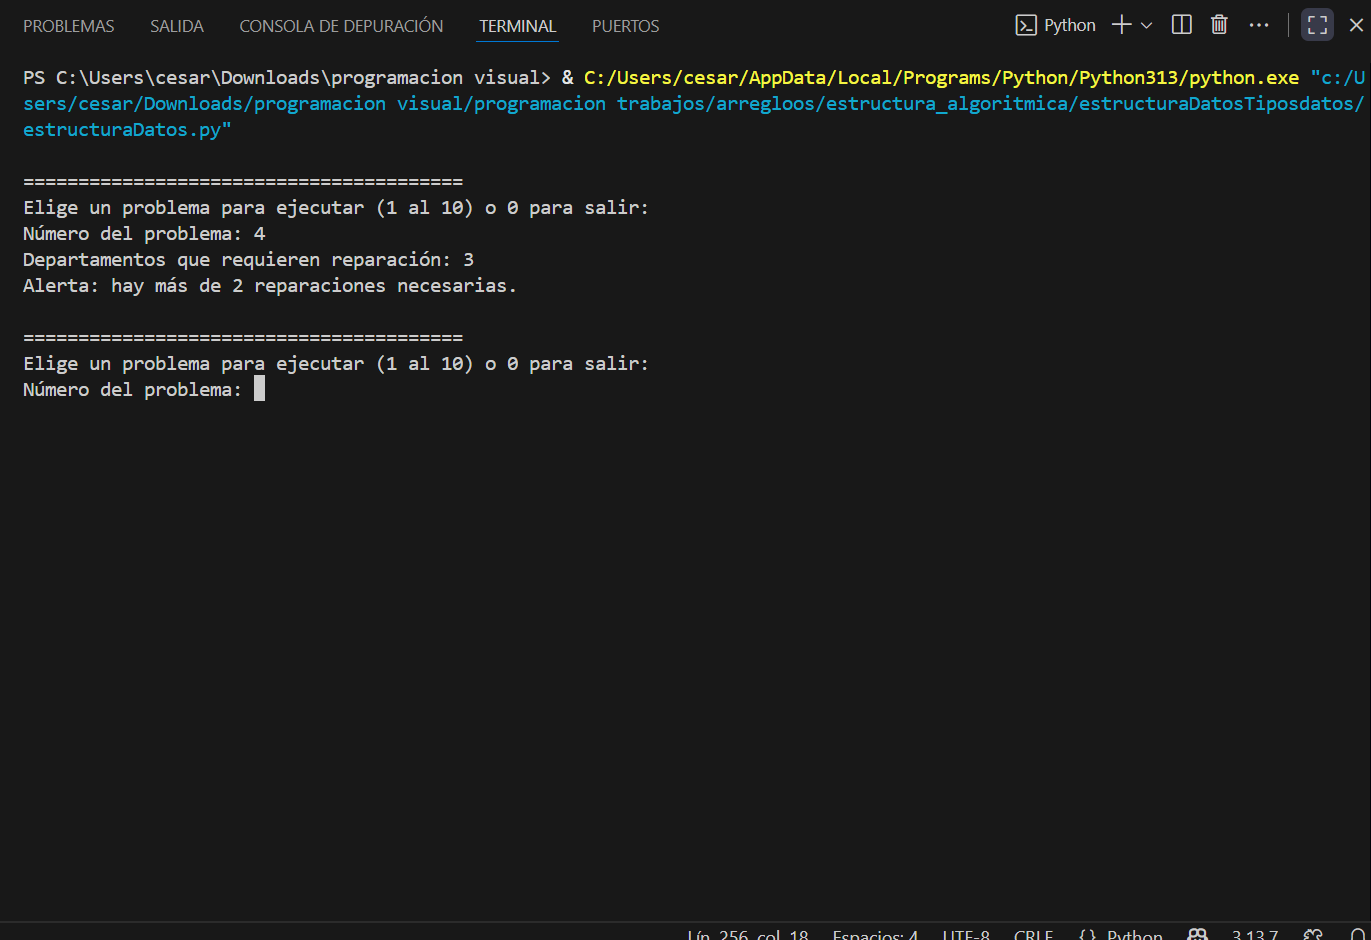 PROBLEMAS SALIDA CONSOLA DE DEPURACIÓN TERMINAL PUERTOS Python
PS C:\Users\cesar\Downloads\programacion visual> & C:/Users/cesar/AppData/Local/Programs/Python/Python313/python.exe "c:/U
sers/cesar/Downloads/programacion visual/programacion trabajos/arregloos/estructura_algoritmica/estructuraDatosTiposdatos/
estructuraDatos.py"
========================================
Elige un problema para ejecutar (1 al 10) o 0 para salir:
Número del problema: 4
Departamentos que requieren reparación: 3
Alerta: hay más de 2 reparaciones necesarias.
========================================
Elige un problema para ejecutar (1 al 10) o 0 para salir:
Número del problema:
Lín. 256, col. 18 Espacios: 4 UTF-8 CRLF {} Python 3.13.7